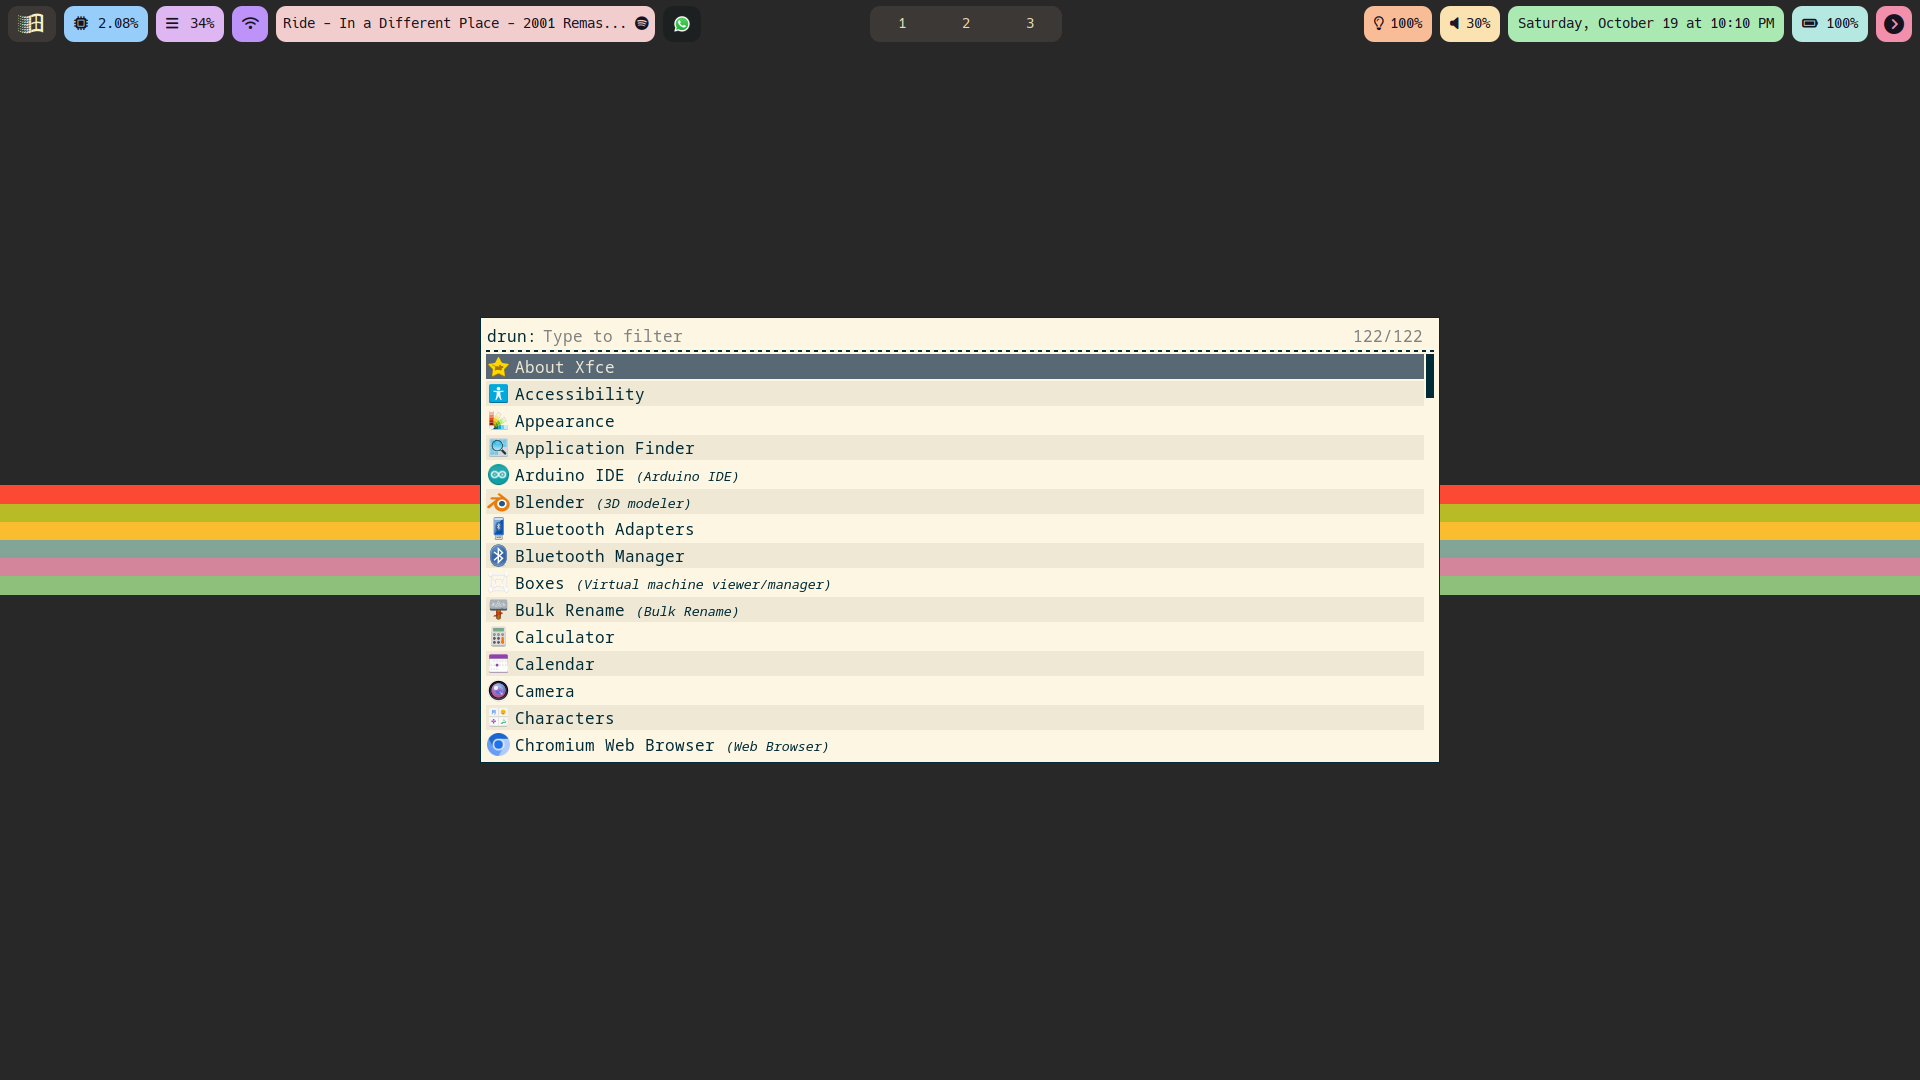 2.08% 34% Ride - In a Different Place - 2001 Remas... 1 2 3 100% 30% Saturday, October 19 at 10:10 PM 100%
drun: Type to filter 122/122
About Xfce
Accessibility
Appearance
Application Finder
Arduino IDE (Arduino IDE)
Blender (3D modeler)
Bluetooth Adapters
Bluetooth Manager
Boxes (Virtual machine viewer/manager)
Bulk Rename (Bulk Rename)
Calculator
Calendar
Camera
Characters
Chromium Web Browser (Web Browser)